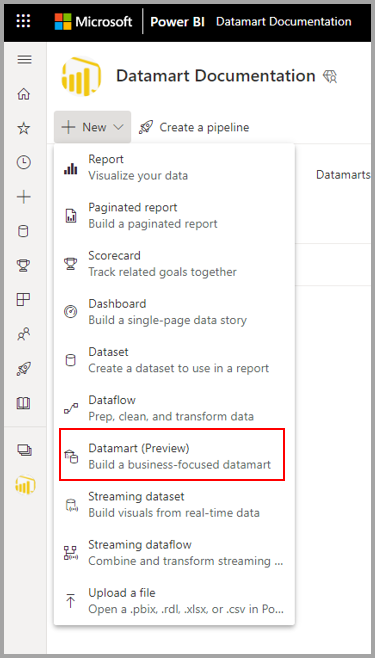 Microsoft Power BI Datamart Documentation
Datamart Documentation
New Create a pipeline
Report
Visualize your data
Datamarts
Paginated report
Build a paginated report
Scorecard
Track related goals together
Dashboard
Build a single-page data story
Dataset
Create a dataset to use in a report
Dataflow
Prep, clean, and transform data
Datamart (Preview)
Build a business-focused datamart
Streaming dataset
Build visuals from real-time data
Streaming dataflow
Combine and transform streaming ...
Upload a file
Open a .pbix, .rdl, .xlsx, or .csv in Po...